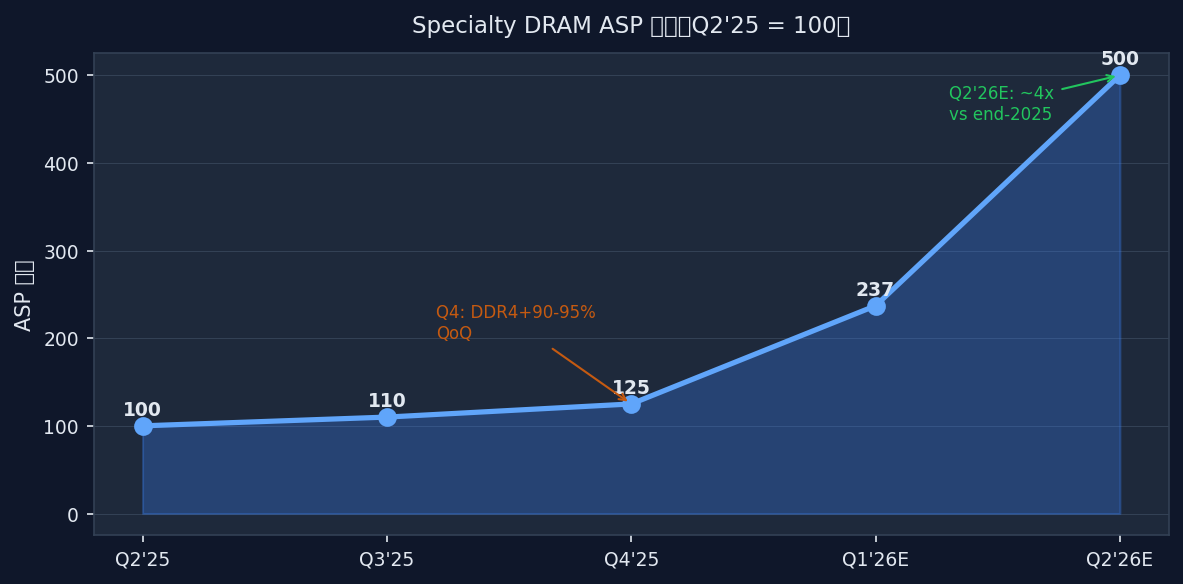 Specialty DRAM ASP Q2'25 = 100
ASP
500
400
300
200
100
0
100
110
125
237
500
Q4: DDR4+90-95%
QoQ
Q2'26E: ~4x
vs end-2025
Q2'25
Q3'25
Q4'25
Q1'26E
Q2'26E